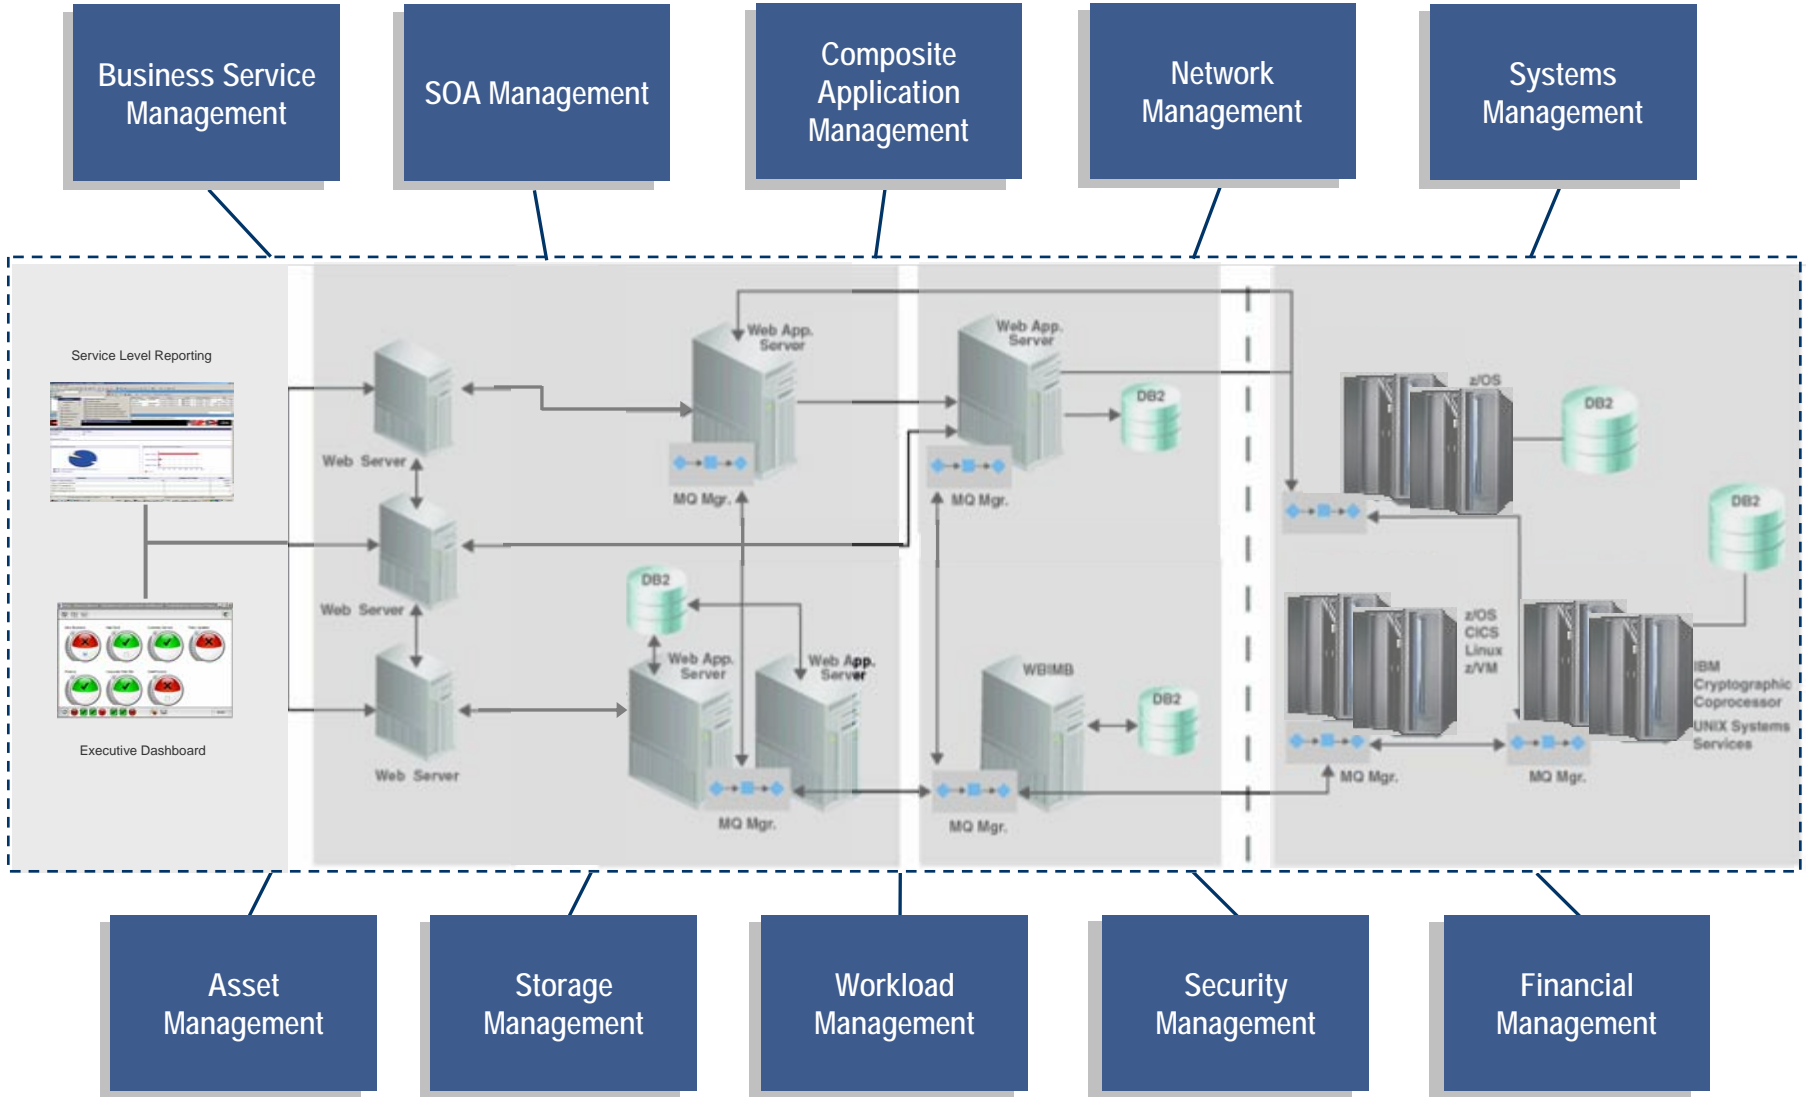 Business Service
Management
SOA Management
Composite
Application
Management
Network
Management
Systems
Management
Service Level Reporting
Executive Dashboard
Web Server
Web Server
Web Server
Web App.
Server
MQ Mgr.
DB2
Web App.
Server
Web App.
Server
MQ Mgr.
Web App.
Server
MQ Mgr.
DB2
WBIMB
DB2
MQ Mgr.
z/OS
DB2
DB2
z/OS
CICS
Linux
z/VM
MQ Mgr.
IBM
Cryptographic
Coprocessor
UNIX Systems
Services
MQ Mgr.
Asset
Management
Storage
Management
Workload
Management
Security
Management
Financial
Management